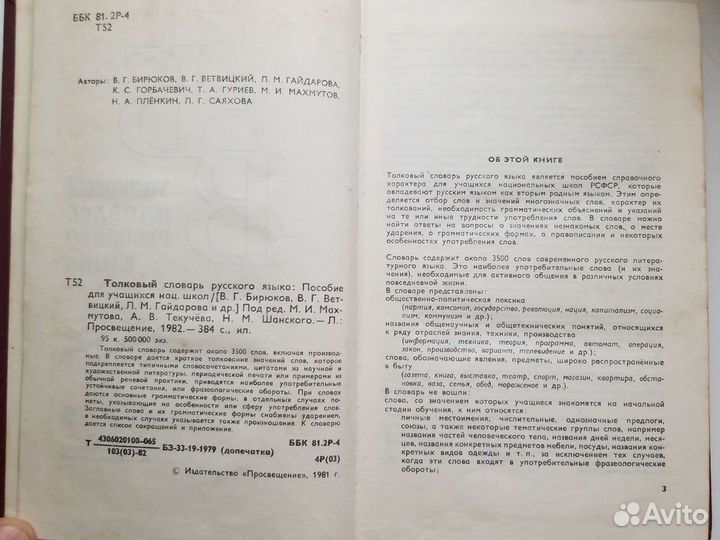 ББК 81. 2Р-4
Т52
Авторы: В. Г. БИРЮКОВ, В. Г. ВЕТВИЦКИЙ, Л. М. ГАЙДАРОВА,
К. С. ГОРБАЧЕВИЧ, Т. А. ГУРИЕВ, М. И. МАХМУТОВ,
Н. А. ПЛЁНКИН, Л. Г. САЯХОВА
Т52 Толковый словарь русского языка: Пособие
для учащихся нац. школ/[В. Г. Бирюков, В. Г. Вет-
вицкий, Л. М. Гайдарова и др.] Под ред. М. И. Мах-
мутова, А. В. Текучёва, Н. М. Шанского.— Л.:
Просвещение, 1982.— 384 с., ил.
95 к. 500 000 экз.
Толковый словарь содержит около 3500 слов, включая производ-
ные. В словаре дается краткое толкование значений слов, которое
подкрепляется типичными словосочетаниями, цитатами из научной и
художественной литературы, периодической печати или примерами из
обычной речевой практики, приводятся наиболее употребительные
устойчивые сочетания, или фразеологические обороты. При словах
даются основные грамматические формы, в отдельных случаях по-
меты, указывающие на особенности или сферу употребления слов.
Заглавные слова и их грамматические формы снабжены ударением,
в необходимых случаях указывается также произношение. К словарю
дается список сокращений и приложение.
Т 4306020100—065
103(03)-82 БЗ-33-19-1979 (допечатка) ББК 81.2Р-4
4Р(03)
© Издательство «Просвещение», 1981 г.
ОБ ЭТОЙ КНИГЕ
Толковый словарь русского языка является пособием справочного
характера для учащихся национальных школ РСФСР, которые
овладевают русским языком как вторым родным языком. Этим опре-
деляется отбор слов и значений многозначных слов, характер их
толкований, необходимость грамматических объяснений и указаний
на те или иные трудности употребления слов. В словаре можно
найти ответы на вопросы о значениях незнакомых слов, о месте
ударения, о грамматических формах, о правописании и некоторых
особенностях употребления слов.
Словарь содержит около 3500 слов современного русского литера-
турного языка. Это наиболее употребительные слова (и их зна-
чения), необходимые для активного общения в различных условиях
повседневной жизни.
В словаре представлены:
общественно-политическая лексика
(партия, комсомол, государство, революция, нация, капитал, социа-
лизм, коммунизм и др.);
названия общенаучных и общетехнических понятий, относящихся
к ряду отраслей знания, техники, производства
(информация, техника, программа, автомат, операция,
закон, производство, вариант, телевидение и др.);
слова, обозначающие явления, предметы, широко распространённые
в быту
(газета, книга, выставка, театр, спорт, магазин, квартира, обста-
новка, ваза, семья, обед, мороженое и др.).
В словарь не вошли:
слова, со значением которых учащиеся знакомятся на начальной
стадии обучения, к ним относятся:
личные местоимения, однозначные предлоги,
союзы, а также некоторые тематические группы слов, например
названия частей человеческого тела, названия дней недели, меся-
цев, названия конкретных предметов мебели, посуды, названия кон-
кретных видов одежды и т. п., за исключением тех случаев,
когда эти слова входят в употребительные фразеологические
обороты;
3
Avito